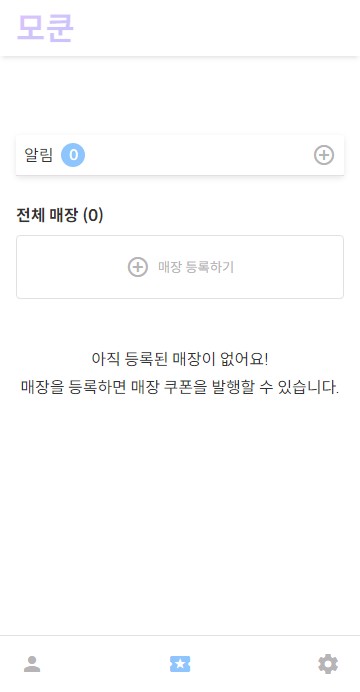 모쿤
알림 0
전체 매장 (0)
매장 등록하기
아직 등록된 매장이 없어요!
매장을 등록하면 매장 쿠폰을 발행할 수 있습니다.